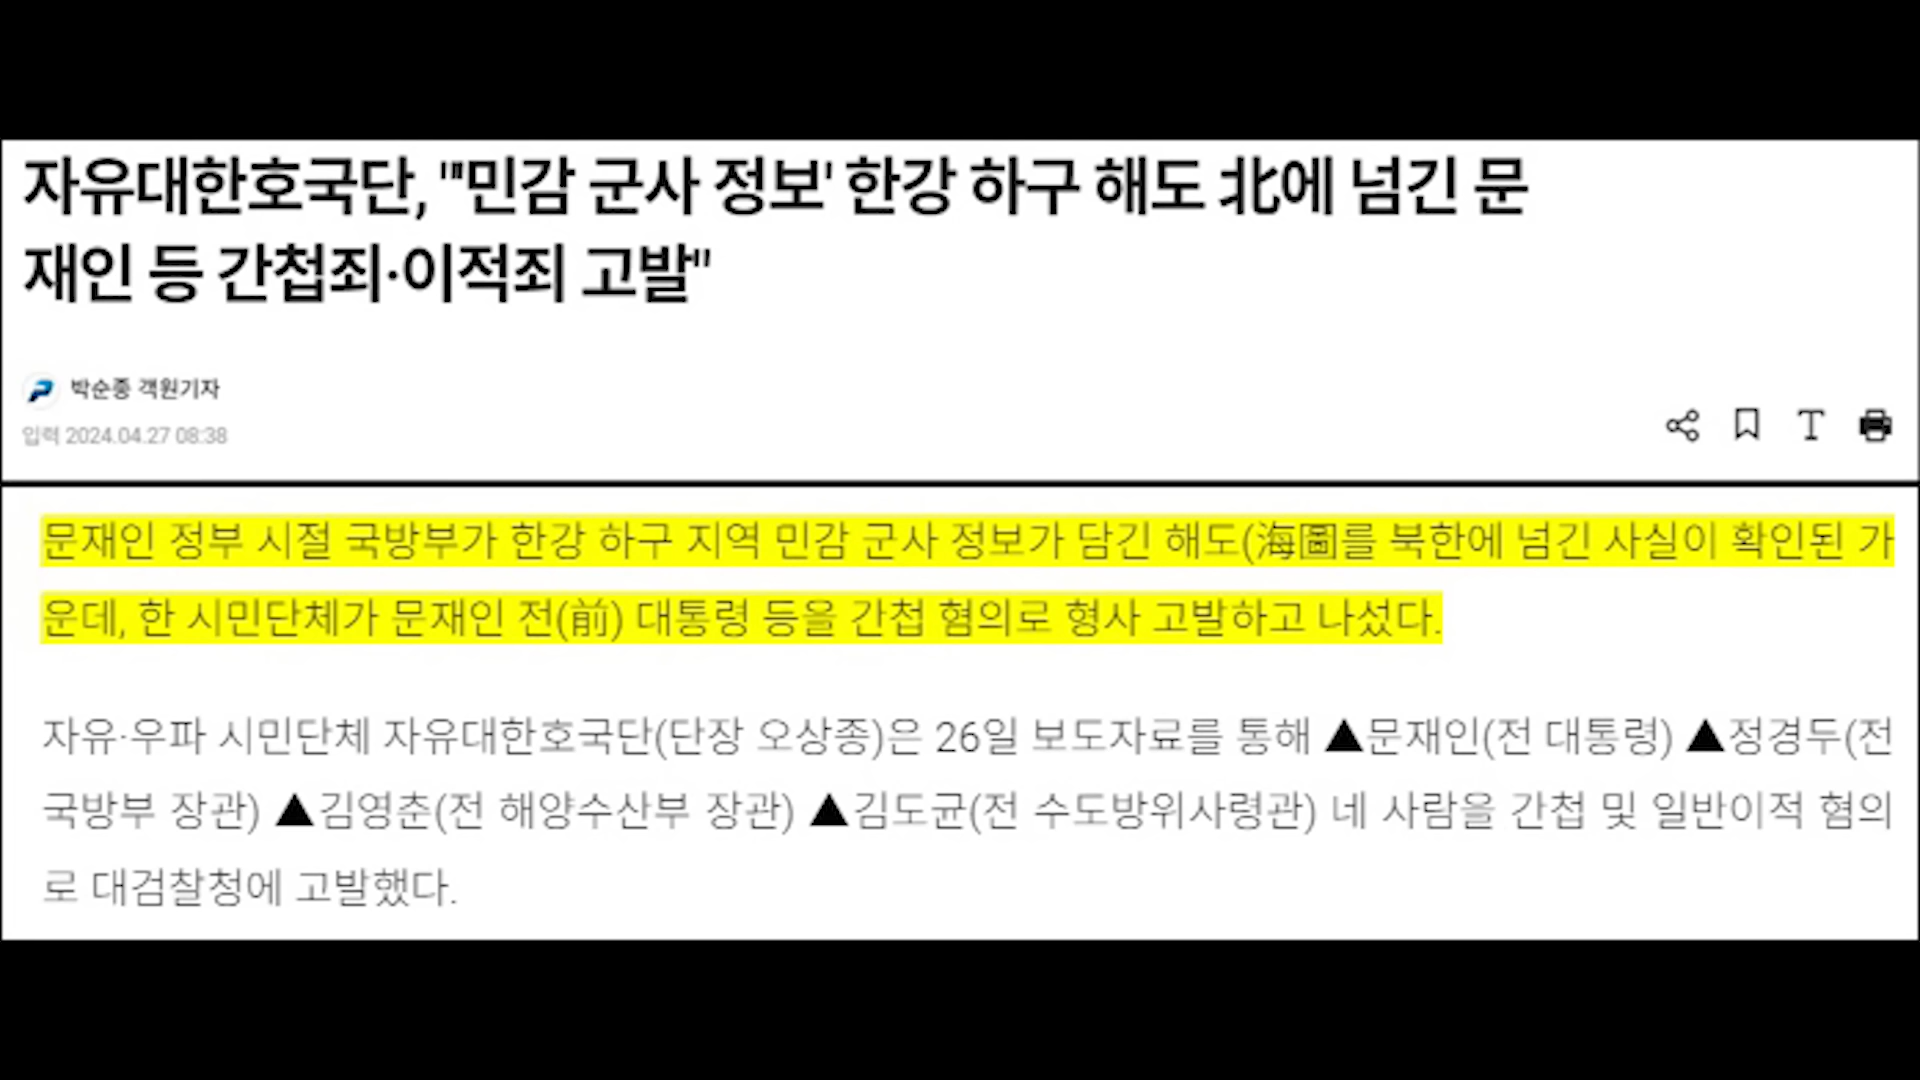 자유대한호국단, "'민감 군사 정보' 한강 하구 해도 北에 넘긴 문
재인 등 간첩죄·이적죄 고발"
박순종 객원기자
입력 2024.04.27 08:38
문재인 정부 시절 국방부가 한강 하구 지역 민감 군사 정보가 담긴 해도(海圖를 북한에 넘긴 사실이 확인된 가
운데, 한 시민단체가 문재인 전(前) 대통령 등을 간첩 혐의로 형사 고발하고 나섰다.
자유·우파 시민단체 자유대한호국단(단장 오상종)은 26일 보도자료를 통해 ▲문재인(전 대통령) ▲정경두(전
국방부 장관) ▲김영춘(전 해양수산부 장관) ▲김도균(전 수도방위사령관) 네 사람을 간첩 및 일반이적 혐의
로 대검찰청에 고발했다.